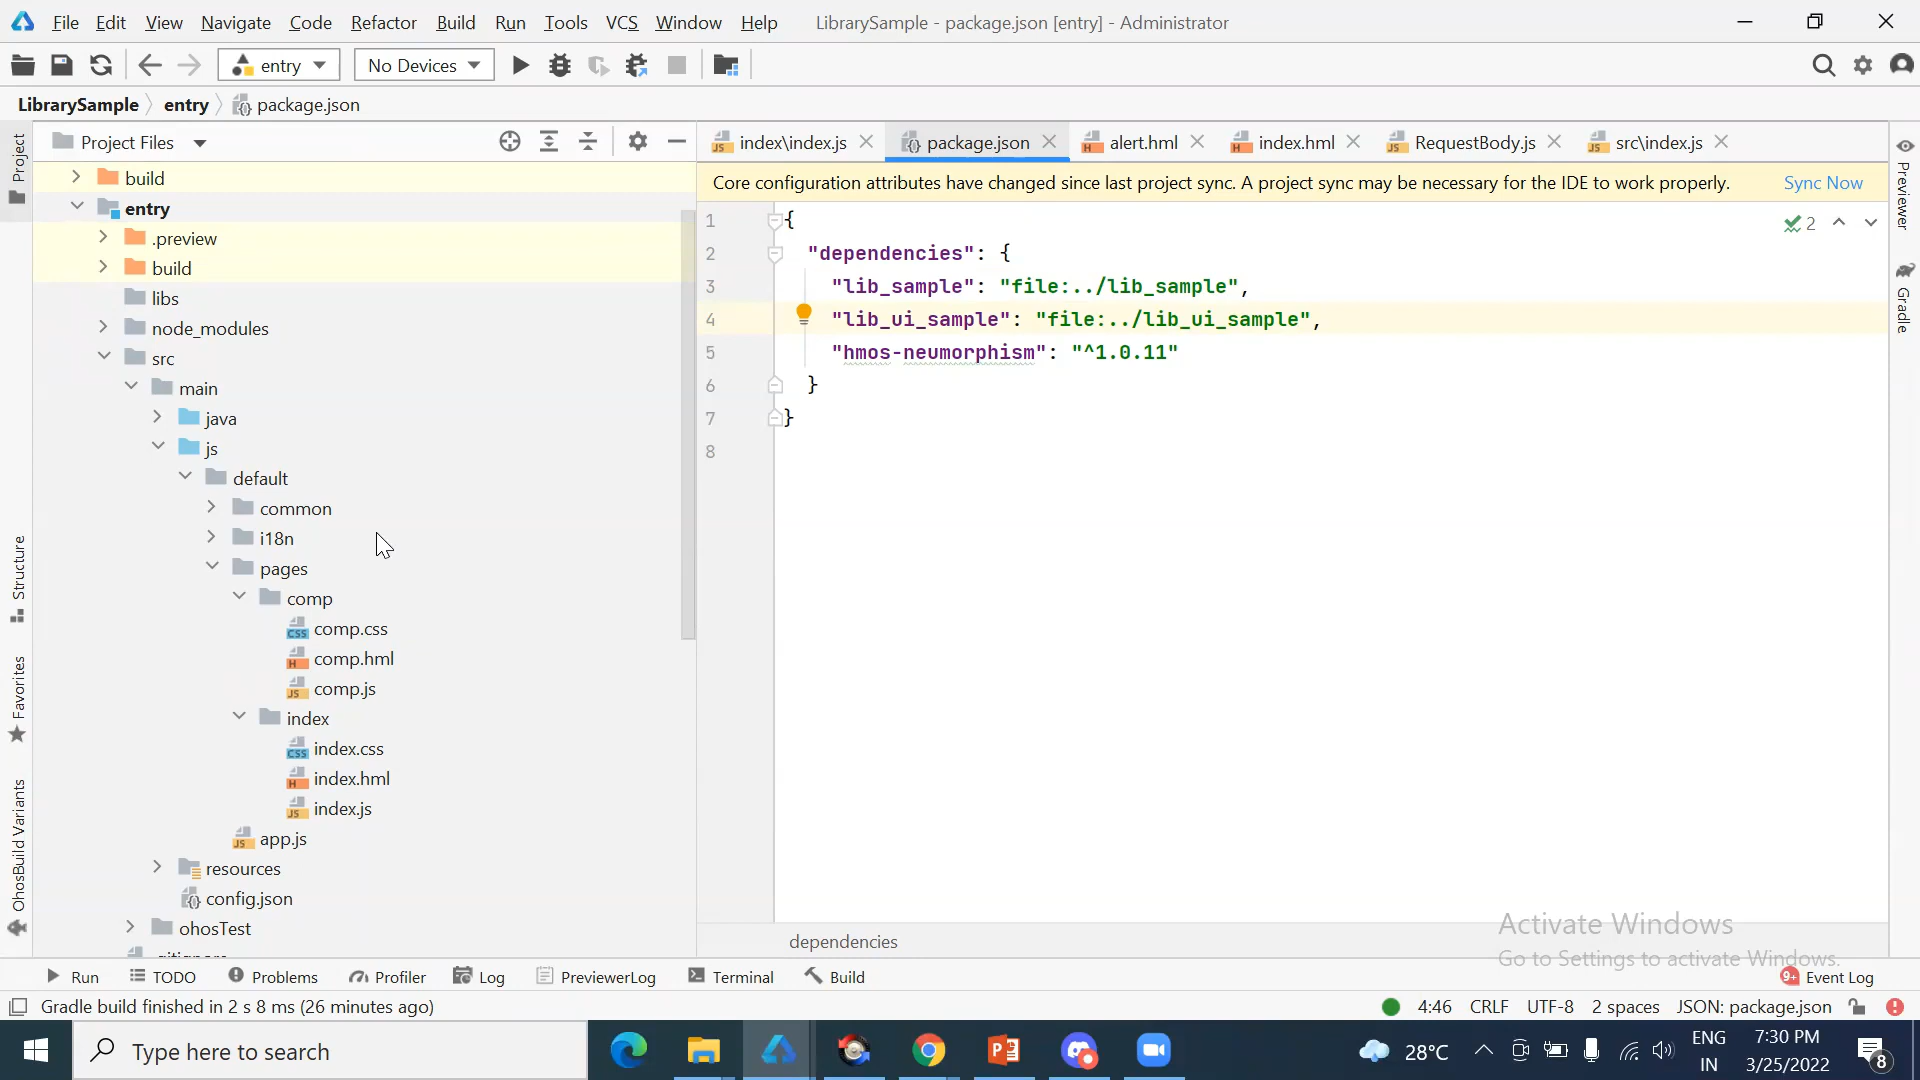 File Edit View Navigate Code Refactor Build Run Tools VCS Window Help LibrarySample - package.json [entry] - Administrator
entry No Devices
LibrarySample entry package.json
Project
Structure
Favorites
OhosBuild Variants
Project Files
build
entry
.preview
build
libs
node_modules
src
main
java
js
default
common
i18n
pages
comp
comp.css
comp.hml
comp.js
index
index.css
index.hml
index.js
app.js
resources
config.json
ohosTest
index\index.js package.json alert.hml index.hml RequestBody.js src\index.js
Core configuration attributes have changed since last project sync. A project sync may be necessary for the IDE to work properly. Sync Now
2
1 {
2 "dependencies": {
3 "lib_sample": "file:../lib_sample",
4 "lib_ui_sample": "file:../lib_ui_sample",
5 "hmos-neumorphism": "^1.0.11"
6 }
7 }
8
dependencies
Previewer
Gradle
Activate Windows
Go to Settings to activate Windows.
Run TODO Problems Profiler Log PreviewerLog Terminal Build 9+ Event Log
Gradle build finished in 2 s 8 ms (26 minutes ago) 4:46 CRLF UTF-8 2 spaces JSON: package.json
Type here to search
28°C
ENG
IN
7:30 PM
3/25/2022
8